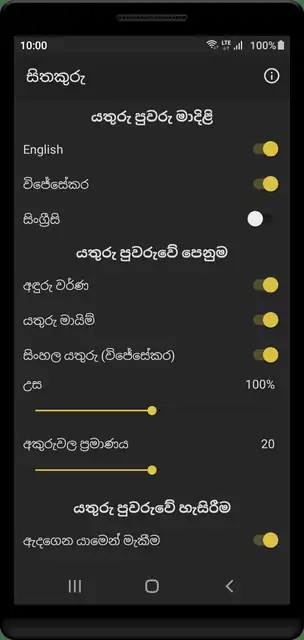 10:00
LTE
100%
සිතකුරු
යතුරු පුවරු මාදිළි
English
විජේසේකර
සිංග්‍රීසි
යතුරු පුවරුවේ පෙනුම
අඳුරු වර්ණ
යතුරු මායිම්
සිංහල යතුරු (විජේසේකර)
උස 100%
අකුරුවල ප්‍රමාණය 20
යතුරු පුවරුවේ හැසිරීම
ඇදගෙන යාමෙන් මැකීම